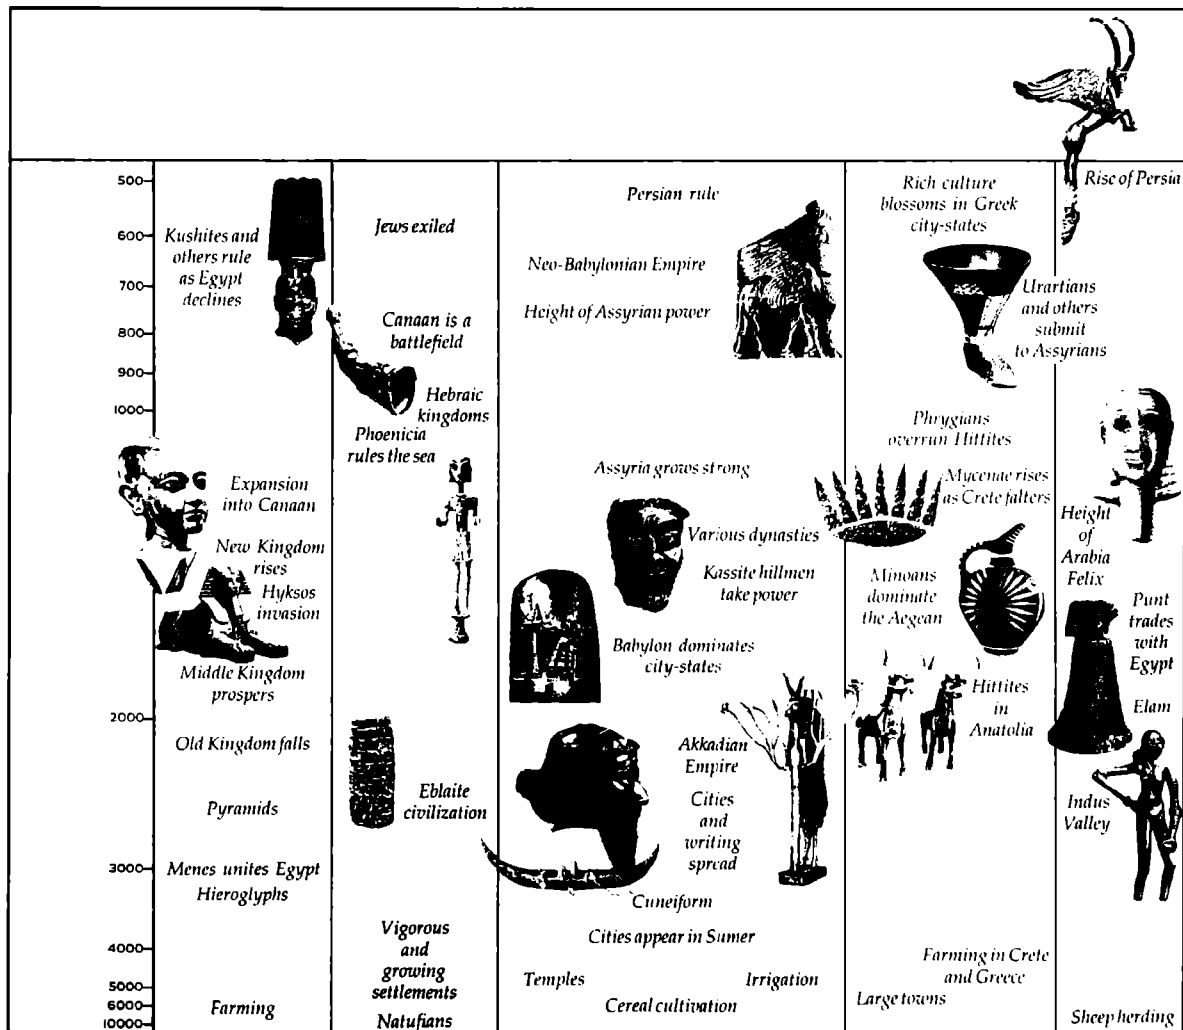 500
600
700
800
900
1000
2000
3000
4000
5000
6000
10000
Kushites and
others rule
as Egypt
declines
Expansion
into Canaan
New Kingdom
rises
Hyksos
invasion
Middle Kingdom
prospers
Old Kingdom falls
Pyramids
Menes unites Egypt
Hieroglyphs
Farming
Jews exiled
Canaan is a
battlefield
Hebraic
kingdoms
Phoenicia
rules the sea
Eblaite
civilization
Vigorous
and
growing
settlements
Natufians
Persian rule
Neo-Babylonian Empire
Height of Assyrian power
Assyria grows strong
Various dynasties
Kassite hillmen
take power
Babylon dominates
city-states
Akkadian
Empire
Cities
and
writing
spread
Cuneiform
Cities appear in Sumer
Temples
Irrigation
Cereal cultivation
Rich culture
blossoms in Greek
city-states
Urartians
and others
submit
to Assyrians
Phrygians
overrun Hittites
Mycenae rises
as Crete falters
Minoans
dominate
the Aegean
Hittites
in
Anatolia
Farming in Crete
and Greece
Large towns
Rise of Persia
Height
of
Arabia
Felix
Punt
trades
with
Egypt
Elam
Indus
Valley
Sheep herding